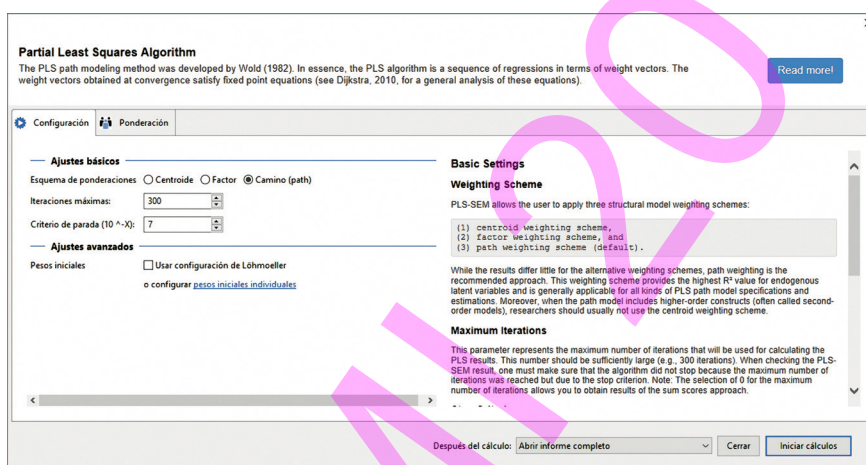 Partial Least Squares Algorithm
The PLS path modeling method was developed by Wold (1982). In essence, the PLS algorithm is a sequence of regressions in terms of weight vectors. The
weight vectors obtained at convergence satisfy fixed point equations (see Dijkstra, 2010, for a general analysis of these equations).
Read more!
Configuración
Ponderación
Ajustes básicos
Esquema de ponderaciones Centroide Factor Camino (path)
Iteraciones máximas: 300
Criterio de parada (10 ^-X): 7
Ajustes avanzados
Pesos iniciales Usar configuración de Löhmoeller
o configurar pesos iniciales individuales
Basic Settings
Weighting Scheme
PLS-SEM allows the user to apply three structural model weighting schemes:
(1) centroid weighting scheme,
(2) factor weighting scheme, and
(3) path weighting scheme (default).
While the results differ little for the alternative weighting schemes, path weighting is the
recommended approach. This weighting scheme provides the highest R² value for endogenous
latent variables and is generally applicable for all kinds of PLS path model specifications and
estimations. Moreover, when the path model includes higher-order constructs (often called second-
order models), researchers should usually not use the centroid weighting scheme.
Maximum Iterations
This parameter represents the maximum number of iterations that will be used for calculating the
PLS results. This number should be sufficiently large (e.g., 300 iterations). When checking the PLS-
SEM result, one must make sure that the algorithm did not stop because the maximum number of
iterations was reached but due to the stop criterion. Note: The selection of 0 for the maximum
number of iterations allows you to obtain results of the sum scores approach.
Después del cálculo: Abrir informe completo
Cerrar
Iniciar cálculos